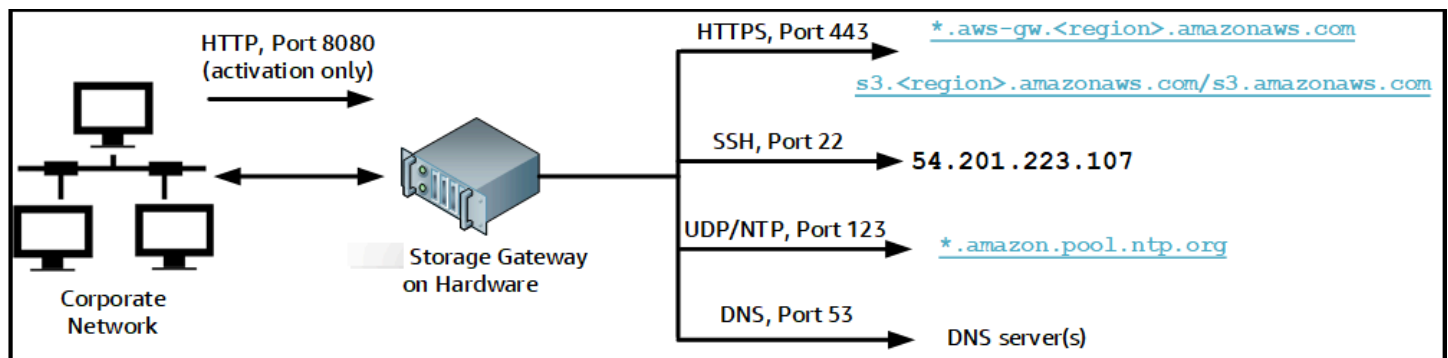 HTTP, Port 8080
(activation only)
Corporate
Network
Storage Gateway
on Hardware
HTTPS, Port 443
*.aws-gw.<region>.amazonaws.com
s3.<region>.amazonaws.com/s3.amazonaws.com
SSH, Port 22
54.201.223.107
UDP/NTP, Port 123
*.amazon.pool.ntp.org
DNS, Port 53
DNS server(s)